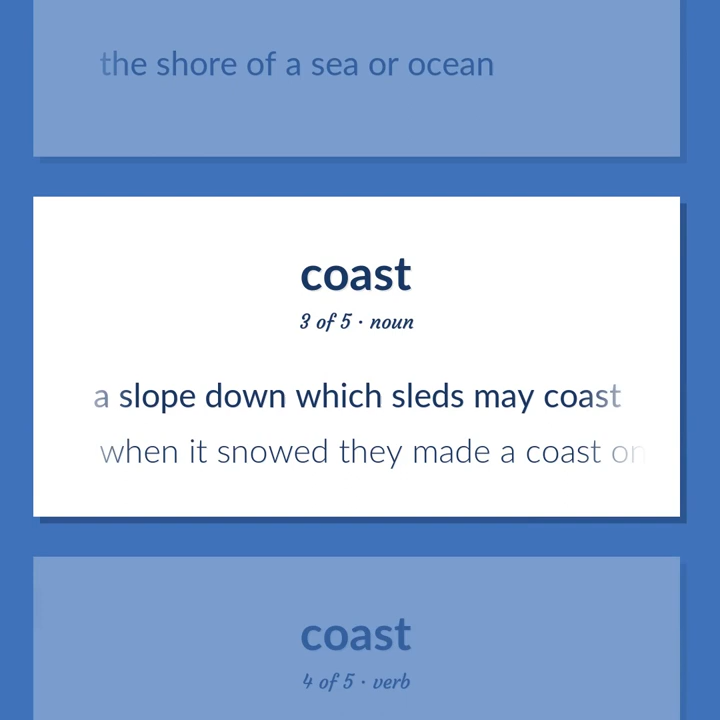 the shore of a sea or ocean
coast
3 of 5 · noun
a slope down which sleds may coast
when it snowed they made a coast on
coast
4 of 5 · verb